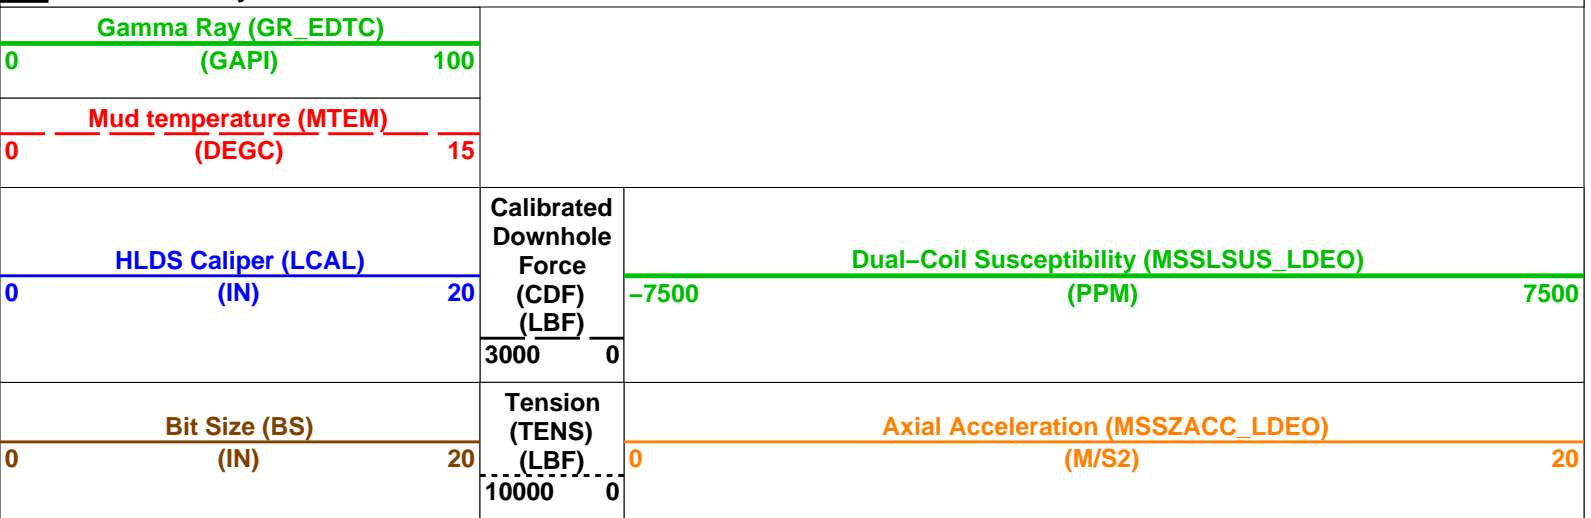 Gamma Ray (GR_EDTC)
0 (GAPI) 100
Mud temperature (MTEM)
0 (DEGC) 15
HLDS Caliper (LCAL)
0 (IN) 20
Calibrated
Downhole
Force
(CDF)
(LBF)
3000 0
Dual−Coil Susceptibility (MSSLSUS_LDEO)
−7500 (PPM) 7500
Bit Size (BS)
0 (IN) 20
Tension
(TENS)
(LBF)
10000 0
Axial Acceleration (MSSZACC_LDEO)
0 (M/S2) 20